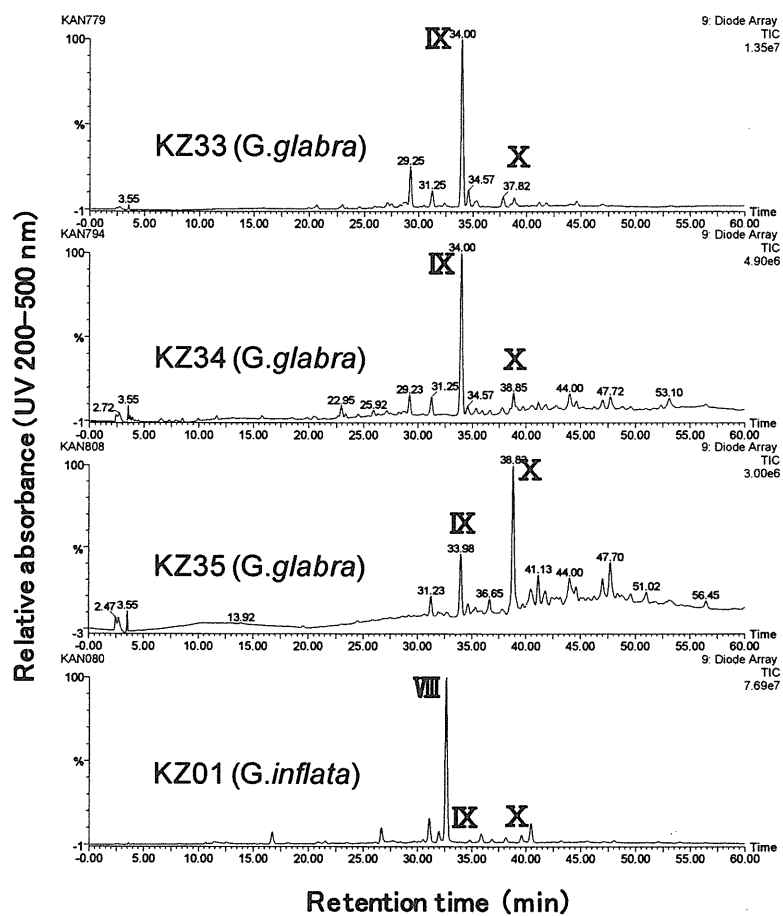 KAN779
9: Diode Array
TIC
1.35e7
100
%
-1
IX
34.00
KZ33 (G.glabra)
X
3.55
29.25
31.25
34.57
37.82
Time
-0.00 5.00 10.00 15.00 20.00 25.00 30.00 35.00 40.00 45.00 50.00 55.00 60.00
KAN794
9: Diode Array
TIC
4.90e6
100
%
-1
IX
34.00
KZ34 (G.glabra)
X
2.72
3.55
22.95
25.92
29.23
31.25
34.57
38.85
44.00
47.72
53.10
Time
-0.00 5.00 10.00 15.00 20.00 25.00 30.00 35.00 40.00 45.00 50.00 55.00 60.00
KAN808
9: Diode Array
TIC
3.00e6
100
%
-3
38.83
X
IX
KZ35 (G.glabra)
2.47
3.55
13.92
31.23
33.98
36.65
41.13
44.00
47.70
51.02
56.45
Time
-0.00 5.00 10.00 15.00 20.00 25.00 30.00 35.00 40.00 45.00 50.00 55.00 60.00
KAN080
9: Diode Array
TIC
7.69e7
100
%
-1
VIII
KZ01 (G.inflata)
IX
X
Time
-0.00 5.00 10.00 15.00 20.00 25.00 30.00 35.00 40.00 45.00 50.00 55.00 60.00
Relative absorbance (UV 200–500 nm)
Retention time (min)